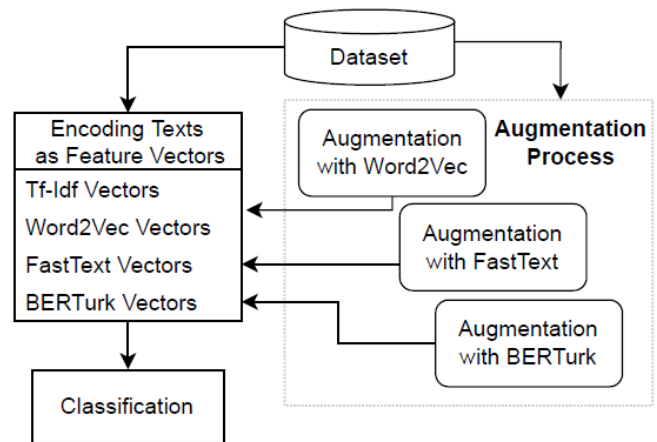 Dataset
Encoding Texts
as Feature Vectors
Tf-Idf Vectors
Word2Vec Vectors
FastText Vectors
BERTurk Vectors
Classification
Augmentation
Process
Augmentation
with Word2Vec
Augmentation
with FastText
Augmentation
with BERTurk